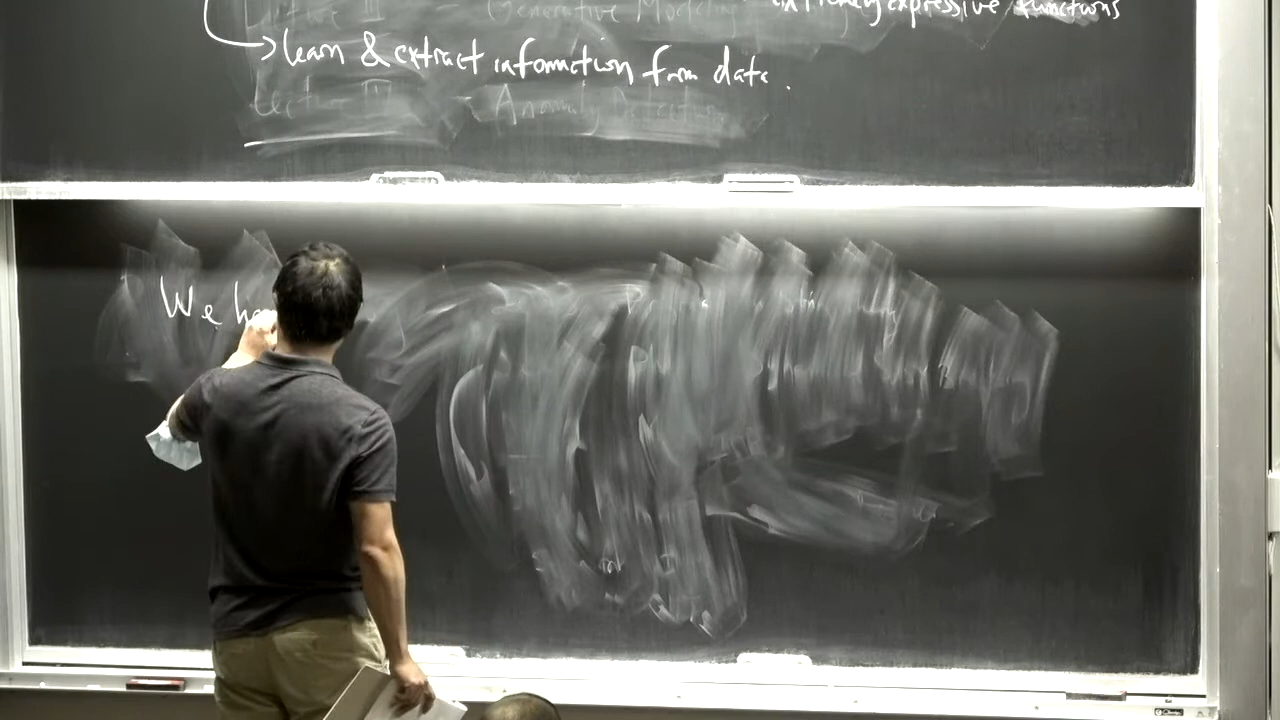 Lecture III - Generative Modeling extremely expressive functions
→ learn & extract information from data.
Lecture IV - Anomaly Detection
We ha